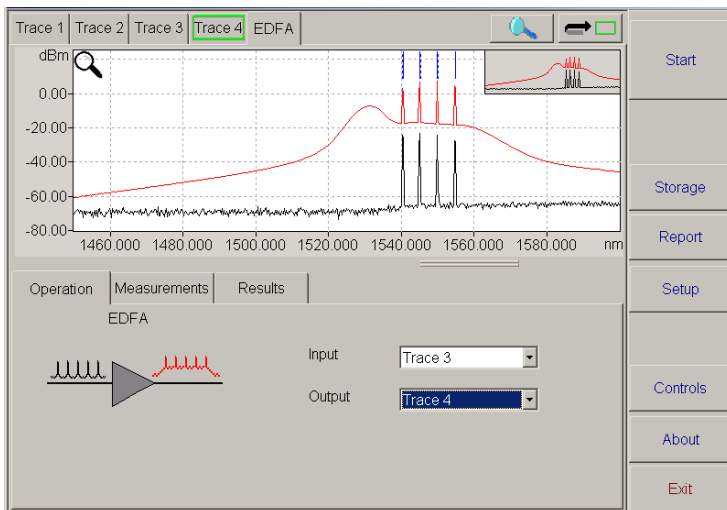 Trace 1 Trace 2 Trace 3 Trace 4 EDFA
Start
dBm
0.00
-20.00
-40.00
-60.00
-80.00
1460.000 1480.000 1500.000 1520.000 1540.000 1560.000 1580.000 nm
Storage
Report
Setup
Operation Measurements Results
EDFA
Input Trace 3
Output Trace 4
Controls
About
Exit